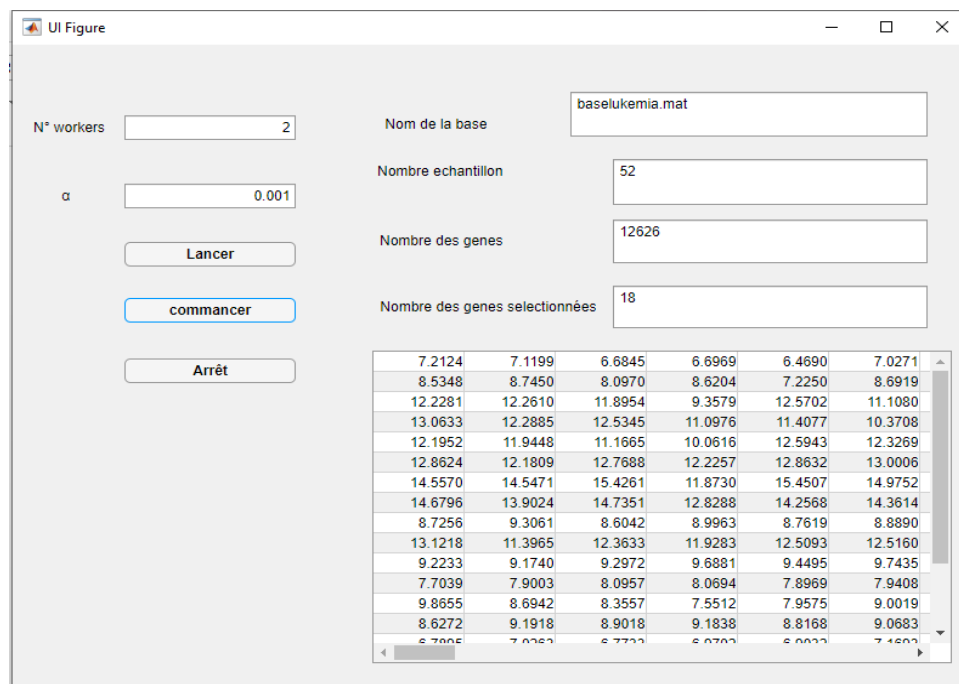 UI Figure
N° workers 2
α 0.001
Lancer
commancer
Arrêt
Nom de la base baselukemia.mat
Nombre echantillon 52
Nombre des genes 12626
Nombre des genes selectionnées 18
7.2124 7.1199 6.6845 6.6969 6.4690 7.0271
8.5348 8.7450 8.0970 8.6204 7.2250 8.6919
12.2281 12.2610 11.8954 9.3579 12.5702 11.1080
13.0633 12.2885 12.5345 11.0976 11.4077 10.3708
12.1952 11.9448 11.1665 10.0616 12.5943 12.3269
12.8624 12.1809 12.7688 12.2257 12.8632 13.0006
14.5570 14.5471 15.4261 11.8730 15.4507 14.9752
14.6796 13.9024 14.7351 12.8288 14.2568 14.3614
8.7256 9.3061 8.6042 8.9963 8.7619 8.8890
13.1218 11.3965 12.3633 11.9283 12.5093 12.5160
9.2233 9.1740 9.2972 9.6881 9.4495 9.7435
7.7039 7.9003 8.0957 8.0694 7.8969 7.9408
9.8655 8.6942 8.3557 7.5512 7.9575 9.0019
8.6272 9.1918 8.9018 9.1838 8.8168 9.0683